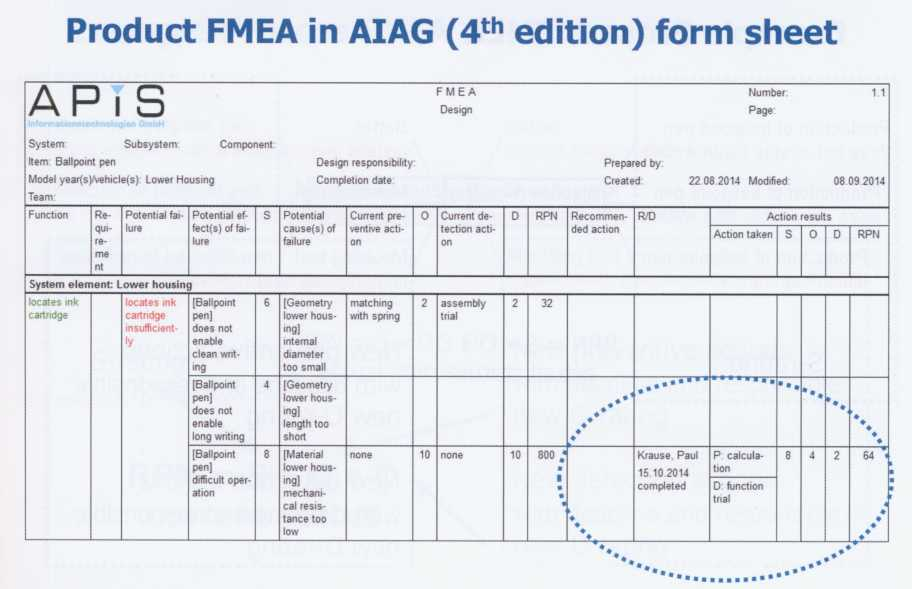 Product FMEA in AIAG (4th edition) form sheet
APiS
Informationstechnologien GmbH
FMEA
Design
Number: 1.1
Page:
System: Subsystem: Component:
Item: Ballpoint pen
Design responsibility:
Prepared by:
Model year(s)/vehicle(s): Lower Housing
Completion date:
Created: 22.08.2014 Modified: 08.09.2014
Team:
Function
Re-
qui-
re-
me
nt
Potential fai-
lure
Potential ef-
fect(s) of fai-
lure
S
Potential
cause(s) of
failure
Current pre-
ventive acti-
on
O
Current de-
tection acti-
on
D
RPN
Recommen-
ded action
R/D
Action results
Action taken S O D RPN
System element: Lower housing
locates ink
cartridge
locates ink
cartridge
insufficient-
ly
[Ballpoint
pen]
does not
enable
clean writ-
ing
6
[Geometry
lower hous-
ing]
internal
diameter
too small
matching
with spring
2
assembly
trial
2
32
[Ballpoint
pen]
does not
enable
long writing
4
[Geometry
lower hous-
ing]
length too
short
[Ballpoint
pen]
difficult oper-
ation
8
[Material
lower hous-
ing]
mechani-
cal resis-
tance too
low
none
10
none
10
800
Krause, Paul
15.10.2014
completed
P: calcula-
tion
D: function
trial
8 4 2 64